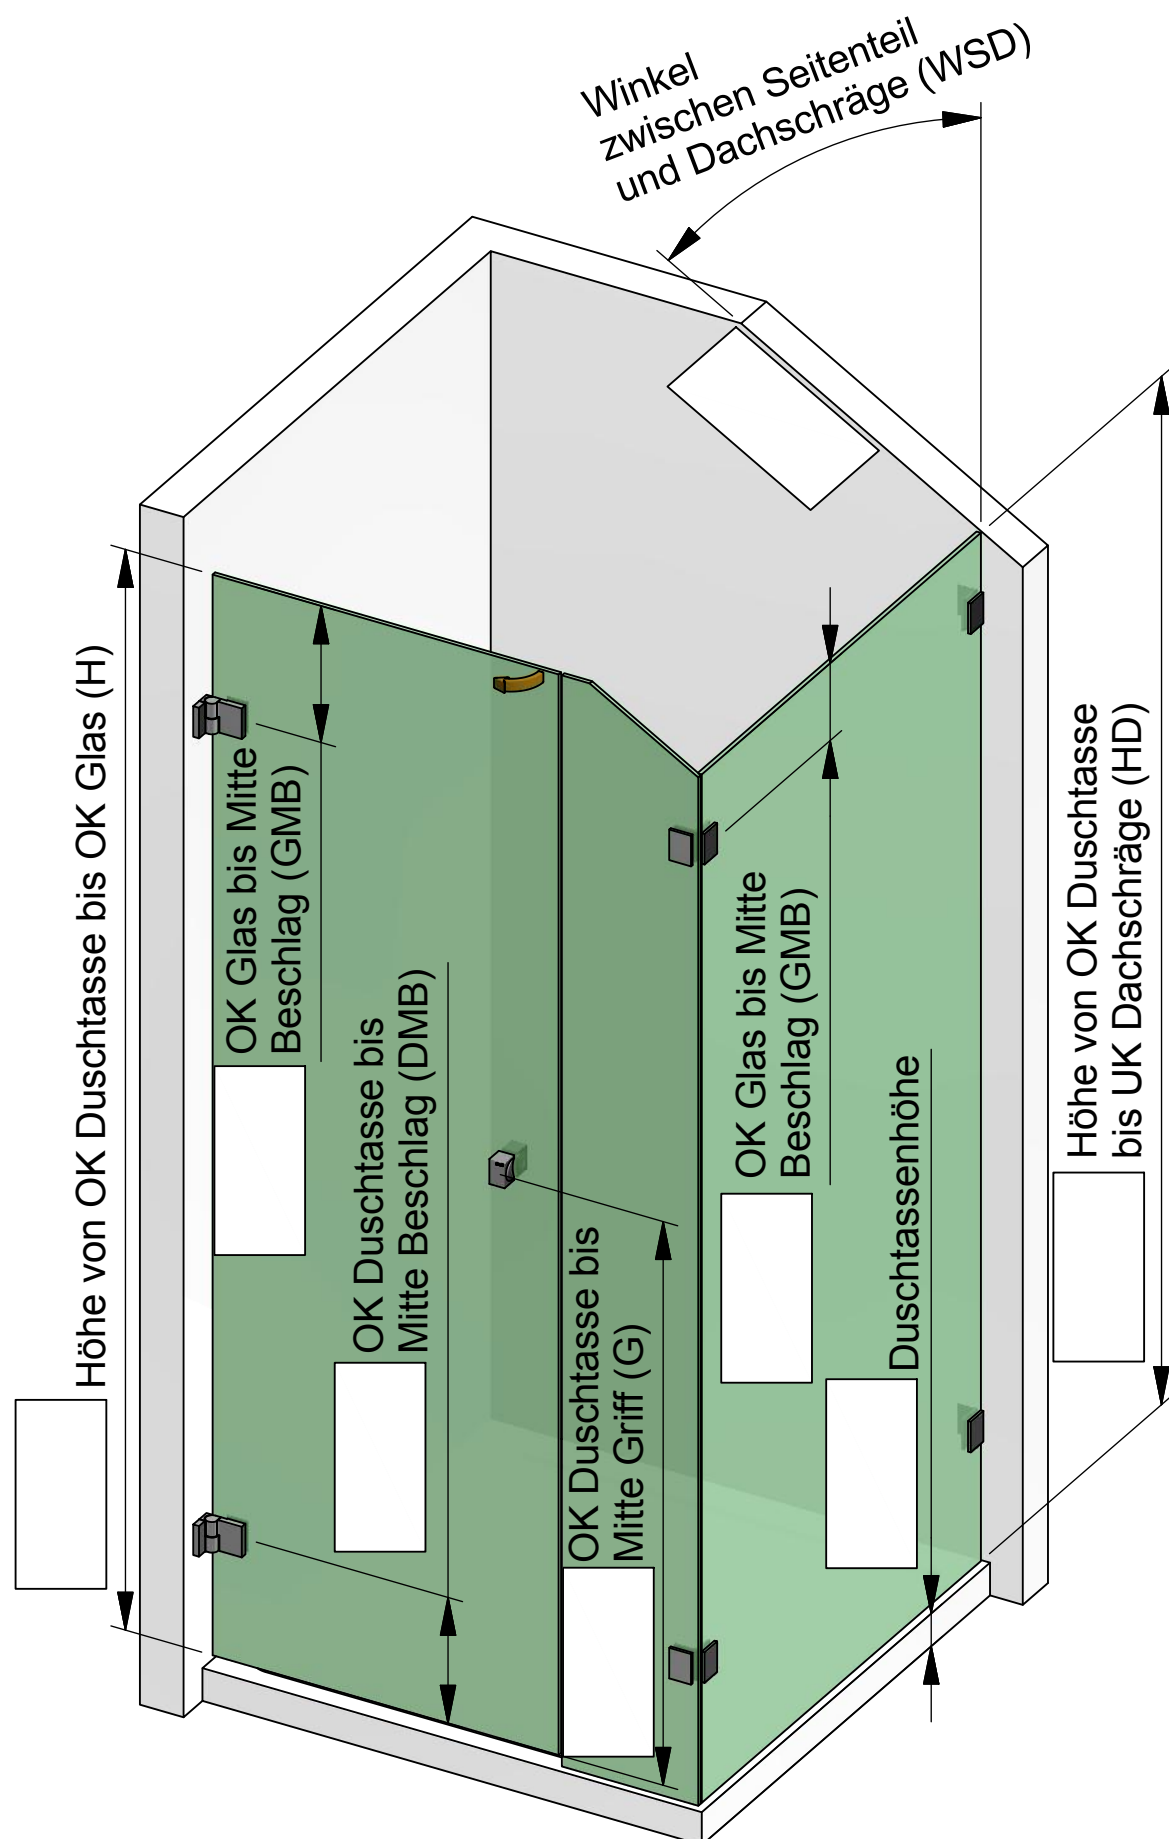 Winkel
zwischen Seitenteil
und Dachschräge (WSD)
Höhe von OK Duschtasse bis OK Glas (H)
OK Glas bis Mitte
Beschlag (GMB)
OK Duschtasse bis
Mitte Beschlag (DMB)
OK Duschtasse bis
Mitte Griff (G)
OK Glas bis Mitte
Beschlag (GMB)
Duschtassenhöhe
Höhe von OK Duschtasse
bis UK Dachschräge (HD)